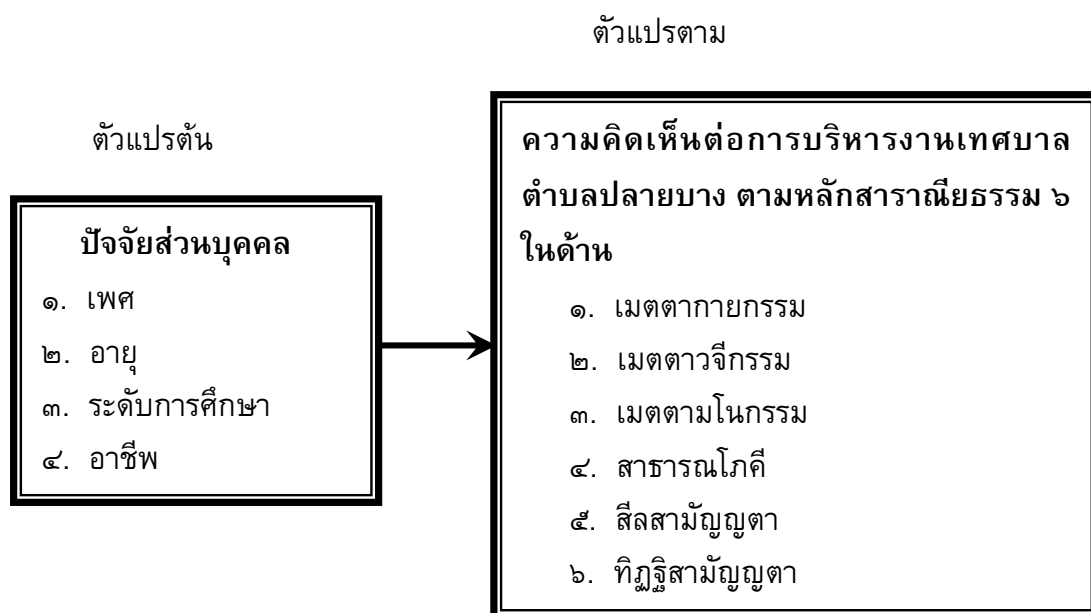 ตัวแปรตาม
ตัวแปรต้น
ปัจจัยส่วนบุคคล
๑. เพศ
๒. อายุ
๓. ระดับการศึกษา
๔. อาชีพ
ความคิดเห็นต่อการบริหารงานเทศบาล
ตำบลปลายบาง ตามหลักสาราณียธรรม ๖
ในด้าน
๑. เมตตากายกรรม
๒. เมตตาวจีกรรม
๓. เมตตามโนกรรม
๔. สาธารณโภคี
๕. สีลสามัญญตา
๖. ทิฏฐิสามัญญตา